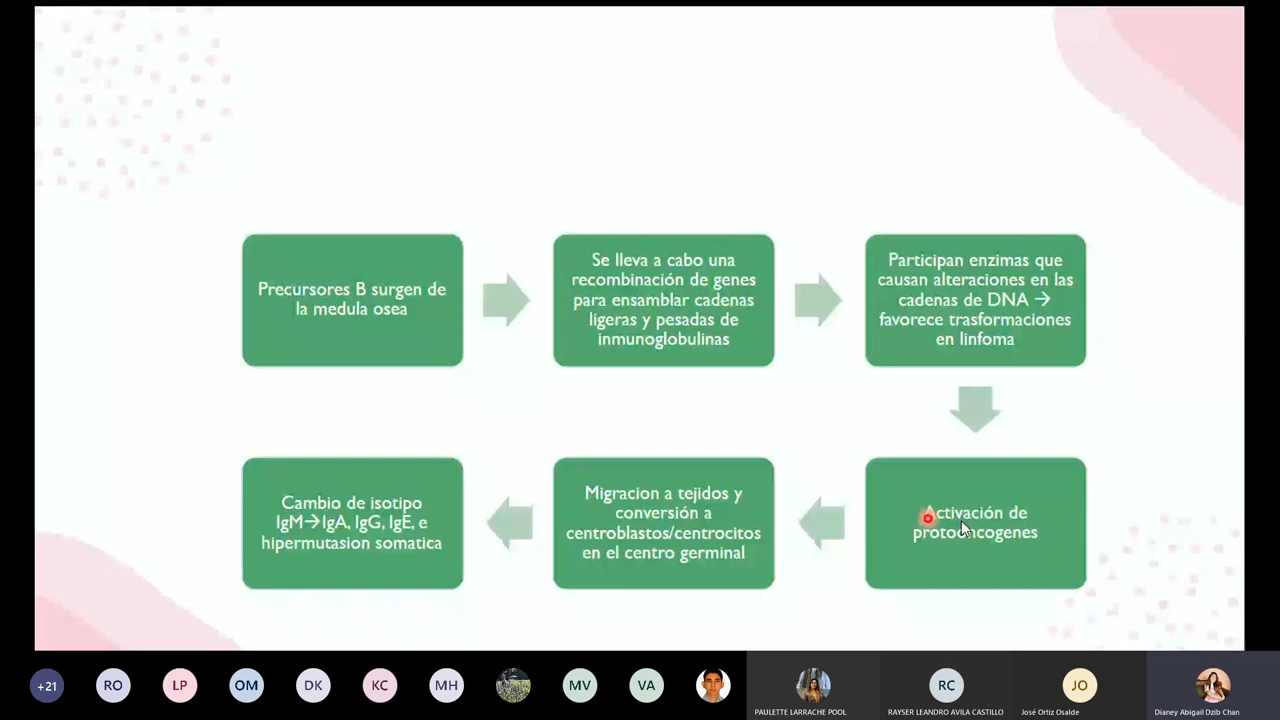 Precursores B surgen de
la medula osea
Se lleva a cabo una
recombinación de genes
para ensamblar cadenas
ligeras y pesadas de
inmunoglobulinas
Participan enzimas que
causan alteraciones en las
cadenas de DNA →
favorece trasformaciones
en linfoma
Activación de
protooncogenes
Migracion a tejidos y
conversión a
centroblastos/centrocitos
en el centro germinal
Cambio de isotipo
IgM→IgA, IgG, IgE, e
hipermutasion somatica
+21
RO
LP
OM
DK
KC
MH
MV
VA
PAULETTE LARRACHE POOL
RC
RAYSER LEANDRO AVILA CASTILLO
JO
José Ortiz Osalde
Dianey Abigail Dzib Chan